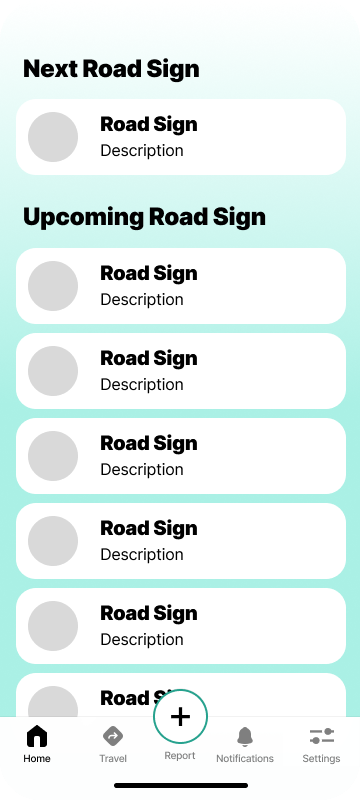 Next Road Sign
Road Sign
Description
Upcoming Road Sign
Road Sign
Description
Road Sign
Description
Road Sign
Description
Road Sign
Description
Road Sign
Description
Road
Home
Travel
Report
Notifications
Settings